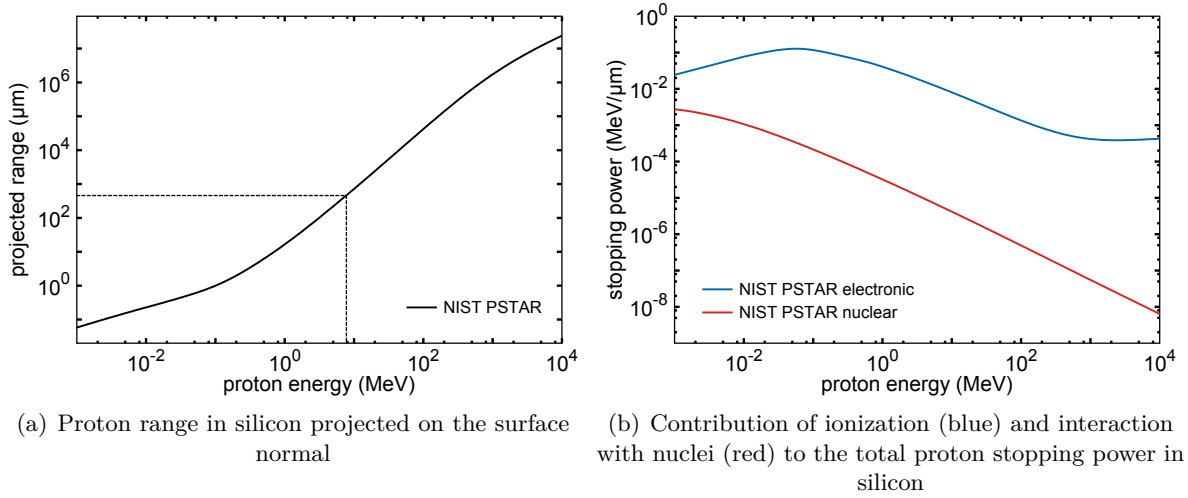 projected range (µm)
10^6
10^4
10^2
10^0
NIST PSTAR
10^-2
10^0
10^2
10^4
proton energy (MeV)
(a) Proton range in silicon projected on the surface
normal
stopping power (MeV/µm)
10^0
10^-2
10^-4
10^-6
10^-8
NIST PSTAR electronic
NIST PSTAR nuclear
10^-2
10^0
10^2
10^4
proton energy (MeV)
(b) Contribution of ionization (blue) and interaction
with nuclei (red) to the total proton stopping power in
silicon